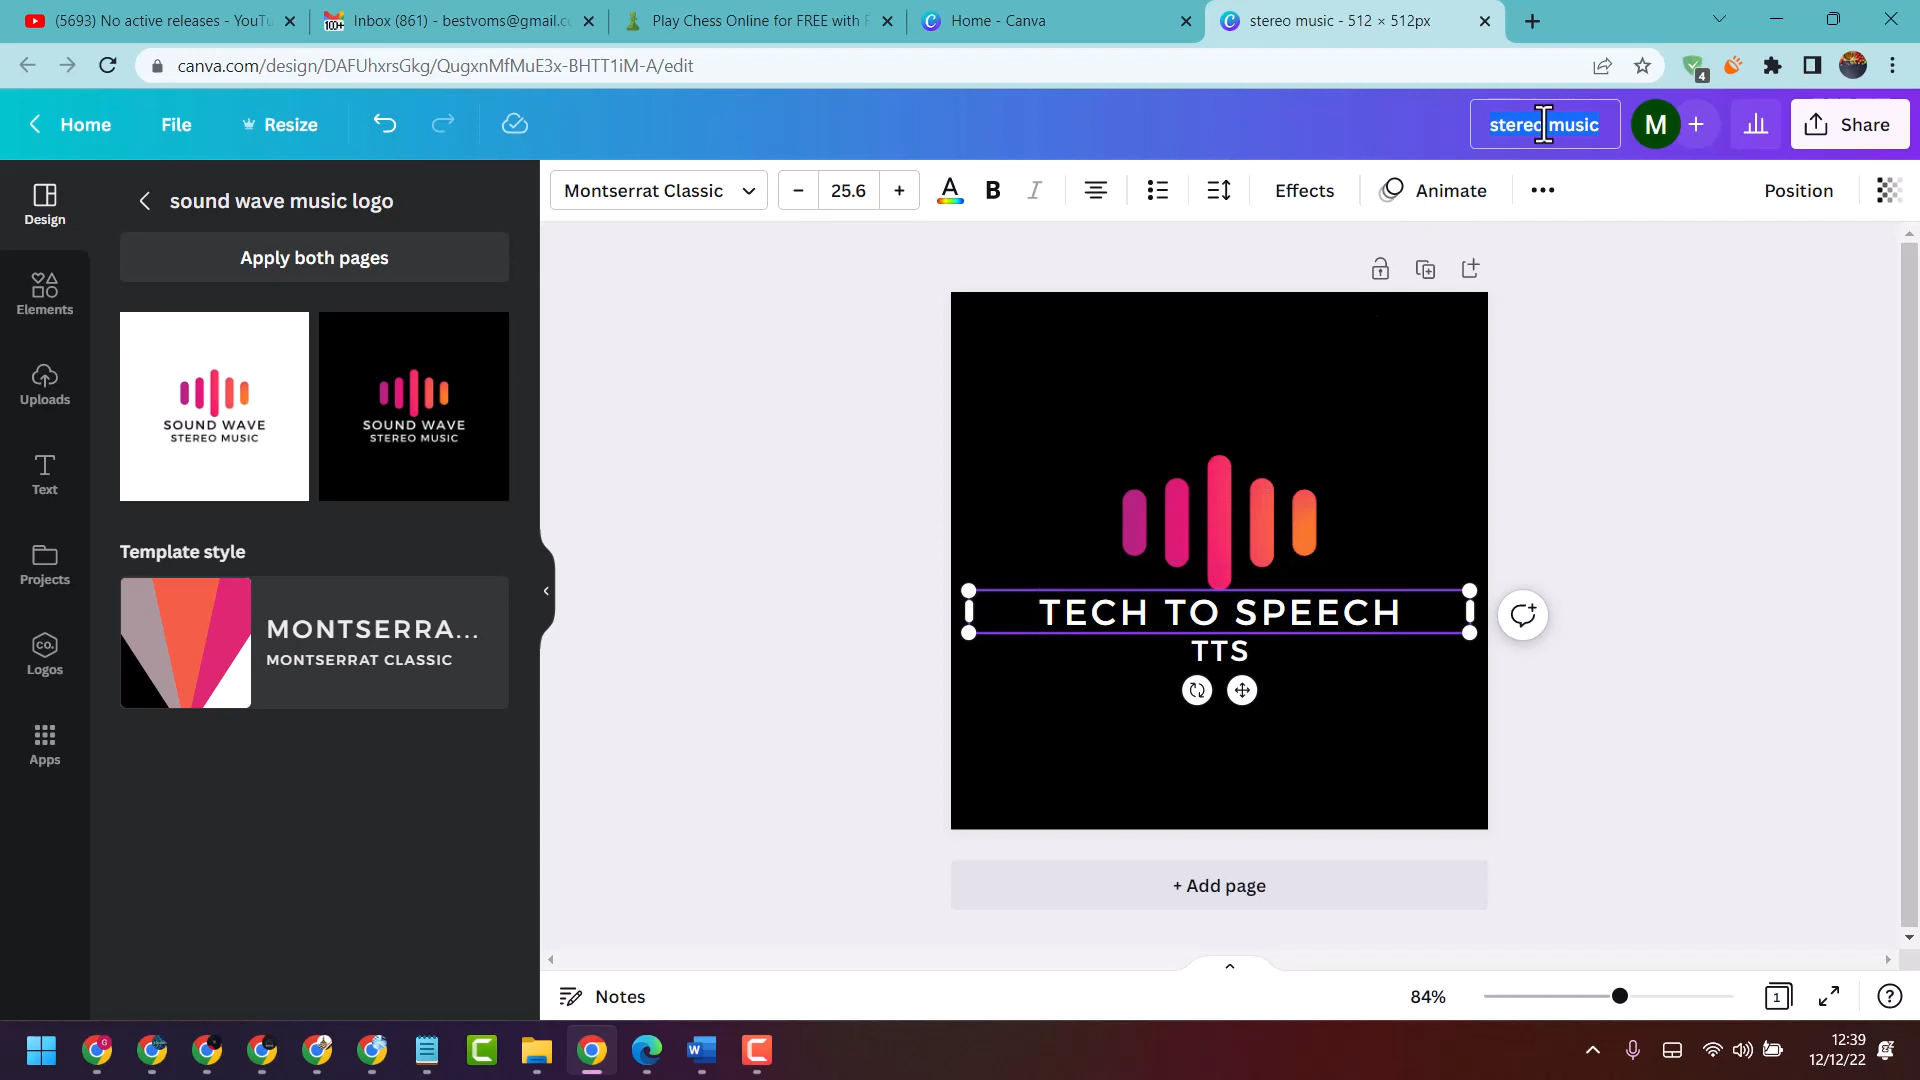 (5693) No active releases - YouTu
Inbox (861) - bestvoms@gmail.c
Play Chess Online for FREE with F
Home - Canva
stereo music - 512 × 512px
canva.com/design/DAFUhxrsGkg/QugxnMfMuE3x-BHTT1iM-A/edit
4
Home
File
Resize
stereo music
M
Share
Design
Elements
Uploads
Text
Projects
Logos
Apps
sound wave music logo
Apply both pages
SOUND WAVE
STEREO MUSIC
SOUND WAVE
STEREO MUSIC
Template style
MONTSERRA...
MONTSERRAT CLASSIC
Montserrat Classic
25.6
A
B
I
Effects
Animate
Position
TECH TO SPEECH
TTS
+ Add page
Notes
84%
1
12:39
12/12/22